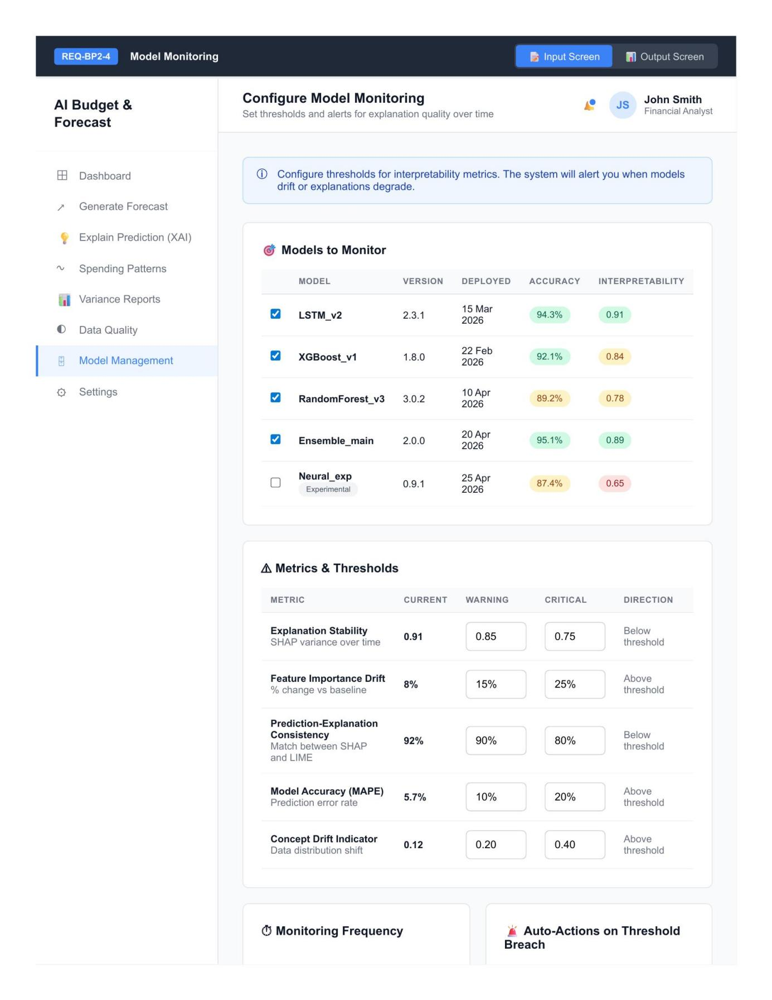 REQ-BP2-4
Model Monitoring
Input Screen
Output Screen
AI Budget &
Forecast
Dashboard
Generate Forecast
Explain Prediction (XAI)
Spending Patterns
Variance Reports
Data Quality
Model Management
Settings
Configure Model Monitoring
Set thresholds and alerts for explanation quality over time
JS
John Smith
Financial Analyst
Configure thresholds for interpretability metrics. The system will alert you when models
drift or explanations degrade.
Models to Monitor
MODEL VERSION DEPLOYED ACCURACY INTERPRETABILITY
LSTM_v2 2.3.1 15 Mar 2026 94.3% 0.91
XGBoost_v1 1.8.0 22 Feb 2026 92.1% 0.84
RandomForest_v3 3.0.2 10 Apr 2026 89.2% 0.78
Ensemble_main 2.0.0 20 Apr 2026 95.1% 0.89
Neural_exp
Experimental
0.9.1 25 Apr 2026 87.4% 0.65
Metrics & Thresholds
METRIC CURRENT WARNING CRITICAL DIRECTION
Explanation Stability
SHAP variance over time
0.91 0.85 0.75 Below threshold
Feature Importance Drift
% change vs baseline
8% 15% 25% Above threshold
Prediction-Explanation
Consistency
Match between SHAP
and LIME
92% 90% 80% Below threshold
Model Accuracy (MAPE)
Prediction error rate
5.7% 10% 20% Above threshold
Concept Drift Indicator
Data distribution shift
0.12 0.20 0.40 Above threshold
Monitoring Frequency
Auto-Actions on Threshold
Breach